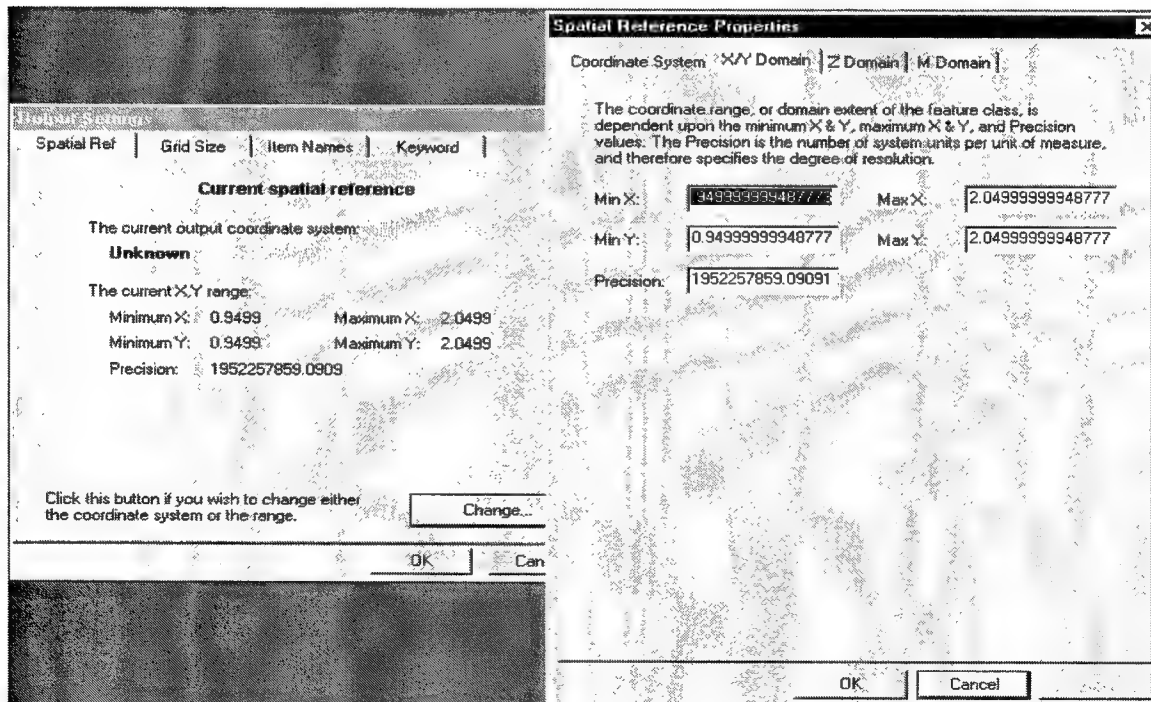 Output Settings
Spatial Ref
Grid Size
Item Names
Keyword
Current spatial reference
The current output coordinate system:
Unknown
The current X,Y range:
Minimum X: 0.9499 Maximum X: 2.0499
Minimum Y: 0.9499 Maximum Y: 2.0499
Precision: 1952257859.0909
Click this button if you wish to change either
the coordinate system or the range.
Change...
OK
Can
Spatial Reference Properties
Coordinate System X/Y Domain Z Domain M Domain
The coordinate range, or domain extent of the feature class, is
dependent upon the minimum X & Y, maximum X & Y, and Precision
values. The Precision is the number of system units per unit of measure,
and therefore specifies the degree of resolution.
Min X: .94999999948777 Max X: 2.04999999948777
Min Y: 0.94999999948777 Max Y: 2.04999999948777
Precision: 1952257859.09091
OK
Cancel